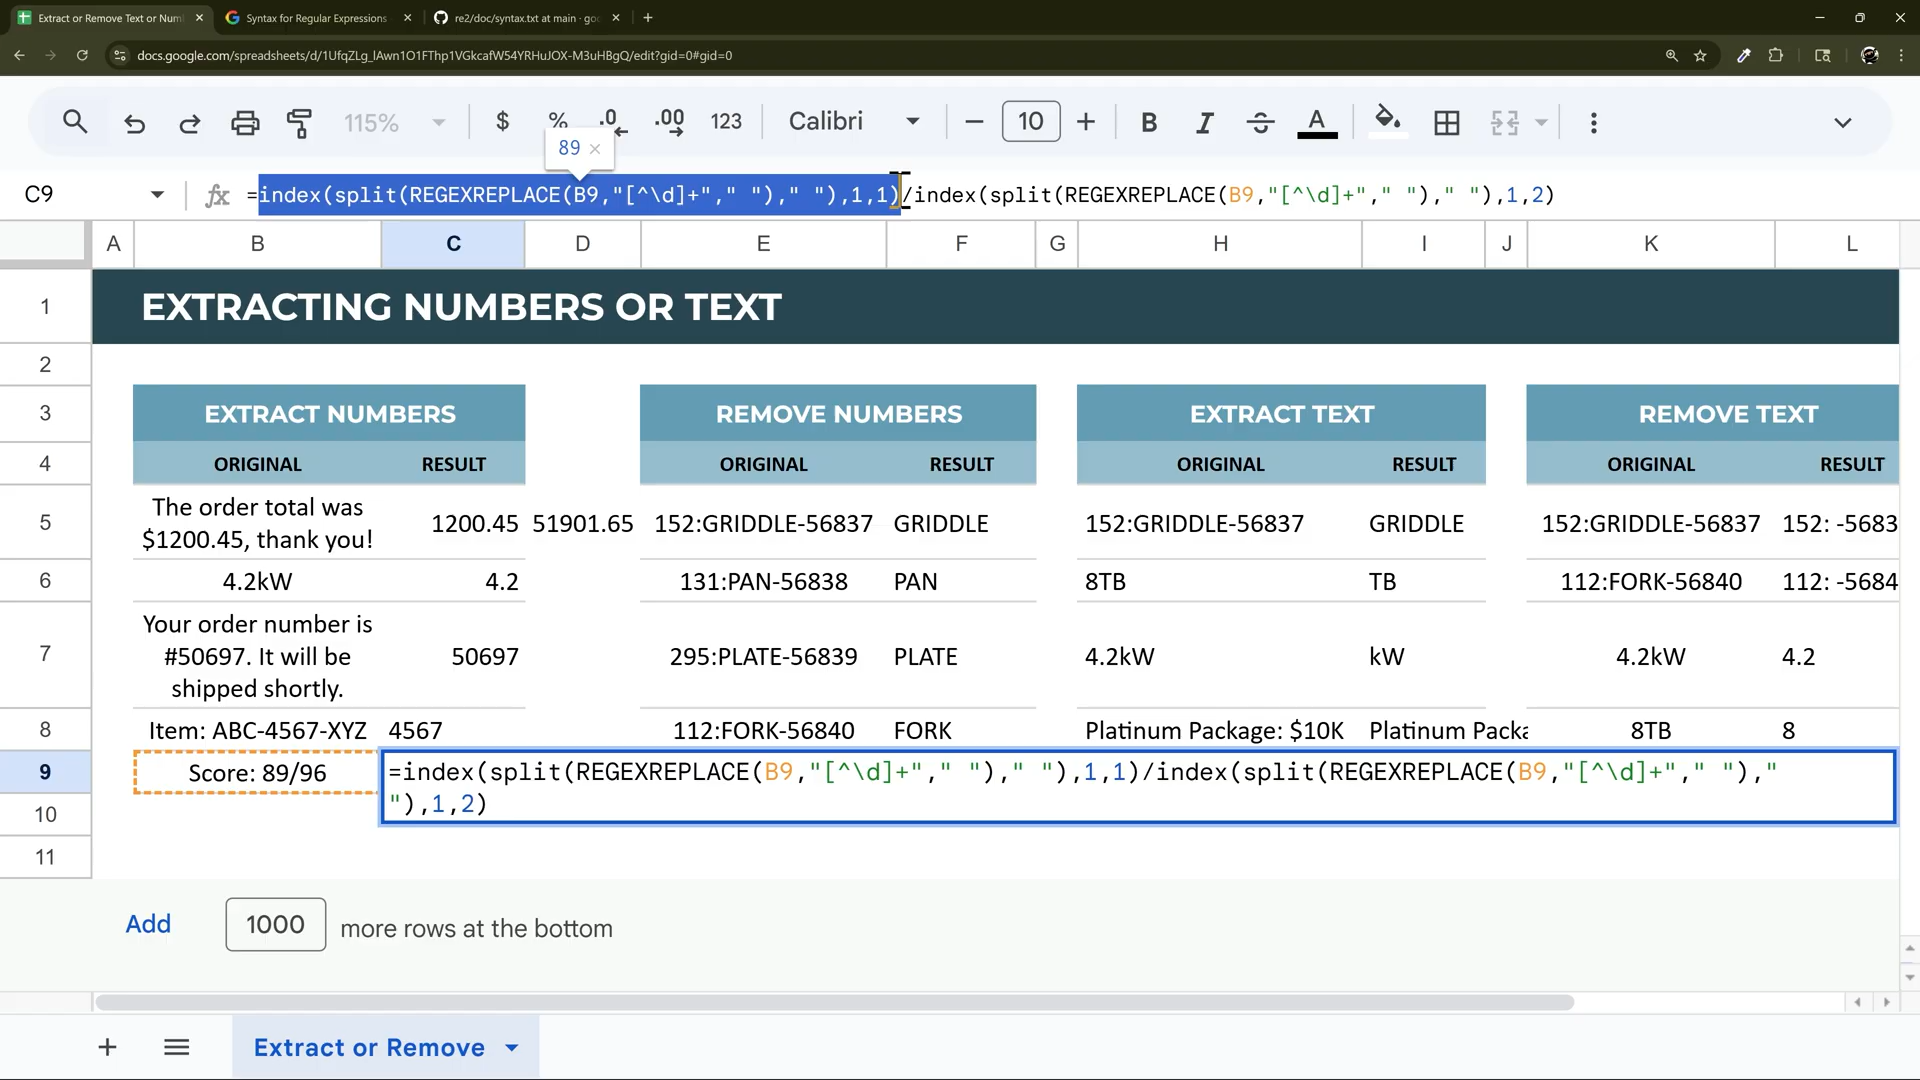 Extract or Remove Text or Num
Syntax for Regular Expressions
re2/doc/syntax.txt at main · goo
docs.google.com/spreadsheets/d/1UfqZLg_lAwn1O1FThp1VGkcafW54YRHuJOX-M3uHBgQ/edit?gid=0#gid=0
115% $ % .0 .00 123 Calibri 10 B I A
89
C9 fx =index(split(REGEXREPLACE(B9,"[^\d]+"," ")," "),1,1)/index(split(REGEXREPLACE(B9,"[^\d]+"," ")," "),1,2)
A B C D E F G H I J K L
1 EXTRACTING NUMBERS OR TEXT
2
3 EXTRACT NUMBERS REMOVE NUMBERS EXTRACT TEXT REMOVE TEXT
4 ORIGINAL RESULT ORIGINAL RESULT ORIGINAL RESULT ORIGINAL RESULT
The order total was
5 $1200.45, thank you! 1200.45 51901.65 152:GRIDDLE-56837 GRIDDLE 152:GRIDDLE-56837 GRIDDLE 152:GRIDDLE-56837 152: -5683
6 4.2kW 4.2 131:PAN-56838 PAN 8TB TB 112:FORK-56840 112: -5684
Your order number is
7 #50697. It will be 50697 295:PLATE-56839 PLATE 4.2kW kW 4.2kW 4.2
shipped shortly.
8 Item: ABC-4567-XYZ 4567 112:FORK-56840 FORK Platinum Package: $10K Platinum Packa 8TB 8
9 Score: 89/96 =index(split(REGEXREPLACE(B9,"[^\d]+"," ")," "),1,1)/index(split(REGEXREPLACE(B9,"[^\d]+"," "),"
10 "),1,2)
11
Add 1000 more rows at the bottom
Extract or Remove